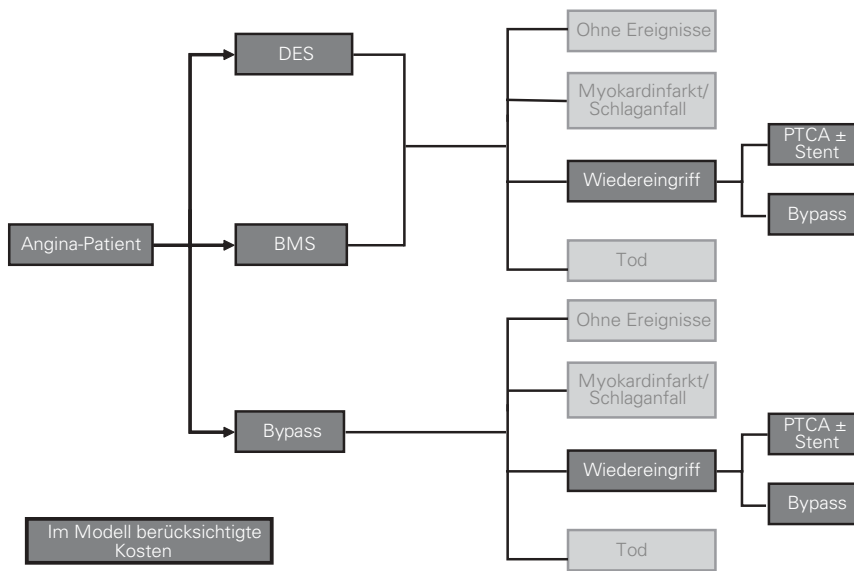 DES
Ohne Ereignisse
Myokardinfarkt/
Schlaganfall
PTCA ±
Stent
Wiedereingriff
Bypass
Angina-Patient
BMS
Tod
Ohne Ereignisse
Myokardinfarkt/
Schlaganfall
Bypass
PTCA ±
Stent
Wiedereingriff
Bypass
Im Modell berücksichtigte
Kosten
Tod